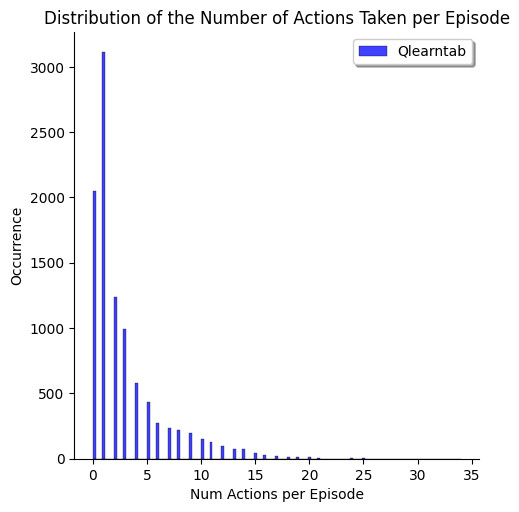 Distribution of the Number of Actions Taken per Episode
Qlearntab
3000
2500
2000
1500
1000
500
0
Occurrence
0 5 10 15 20 25 30 35
Num Actions per Episode